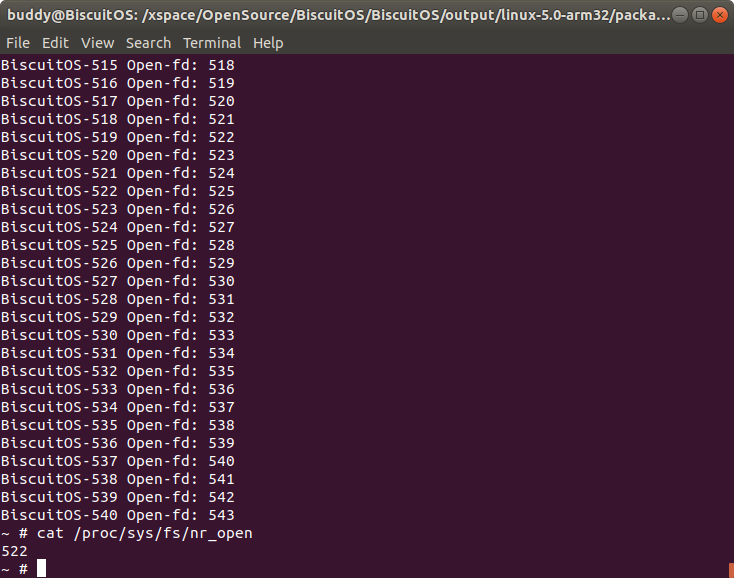 buddy@BiscuitOS: /xspace/OpenSource/BiscuitOS/BiscuitOS/output/linux-5.0-arm32/packa...
File Edit View Search Terminal Help
BiscuitOS-515 Open-fd: 518
BiscuitOS-516 Open-fd: 519
BiscuitOS-517 Open-fd: 520
BiscuitOS-518 Open-fd: 521
BiscuitOS-519 Open-fd: 522
BiscuitOS-520 Open-fd: 523
BiscuitOS-521 Open-fd: 524
BiscuitOS-522 Open-fd: 525
BiscuitOS-523 Open-fd: 526
BiscuitOS-524 Open-fd: 527
BiscuitOS-525 Open-fd: 528
BiscuitOS-526 Open-fd: 529
BiscuitOS-527 Open-fd: 530
BiscuitOS-528 Open-fd: 531
BiscuitOS-529 Open-fd: 532
BiscuitOS-530 Open-fd: 533
BiscuitOS-531 Open-fd: 534
BiscuitOS-532 Open-fd: 535
BiscuitOS-533 Open-fd: 536
BiscuitOS-534 Open-fd: 537
BiscuitOS-535 Open-fd: 538
BiscuitOS-536 Open-fd: 539
BiscuitOS-537 Open-fd: 540
BiscuitOS-538 Open-fd: 541
BiscuitOS-539 Open-fd: 542
BiscuitOS-540 Open-fd: 543
~ # cat /proc/sys/fs/nr_open
522
~ #